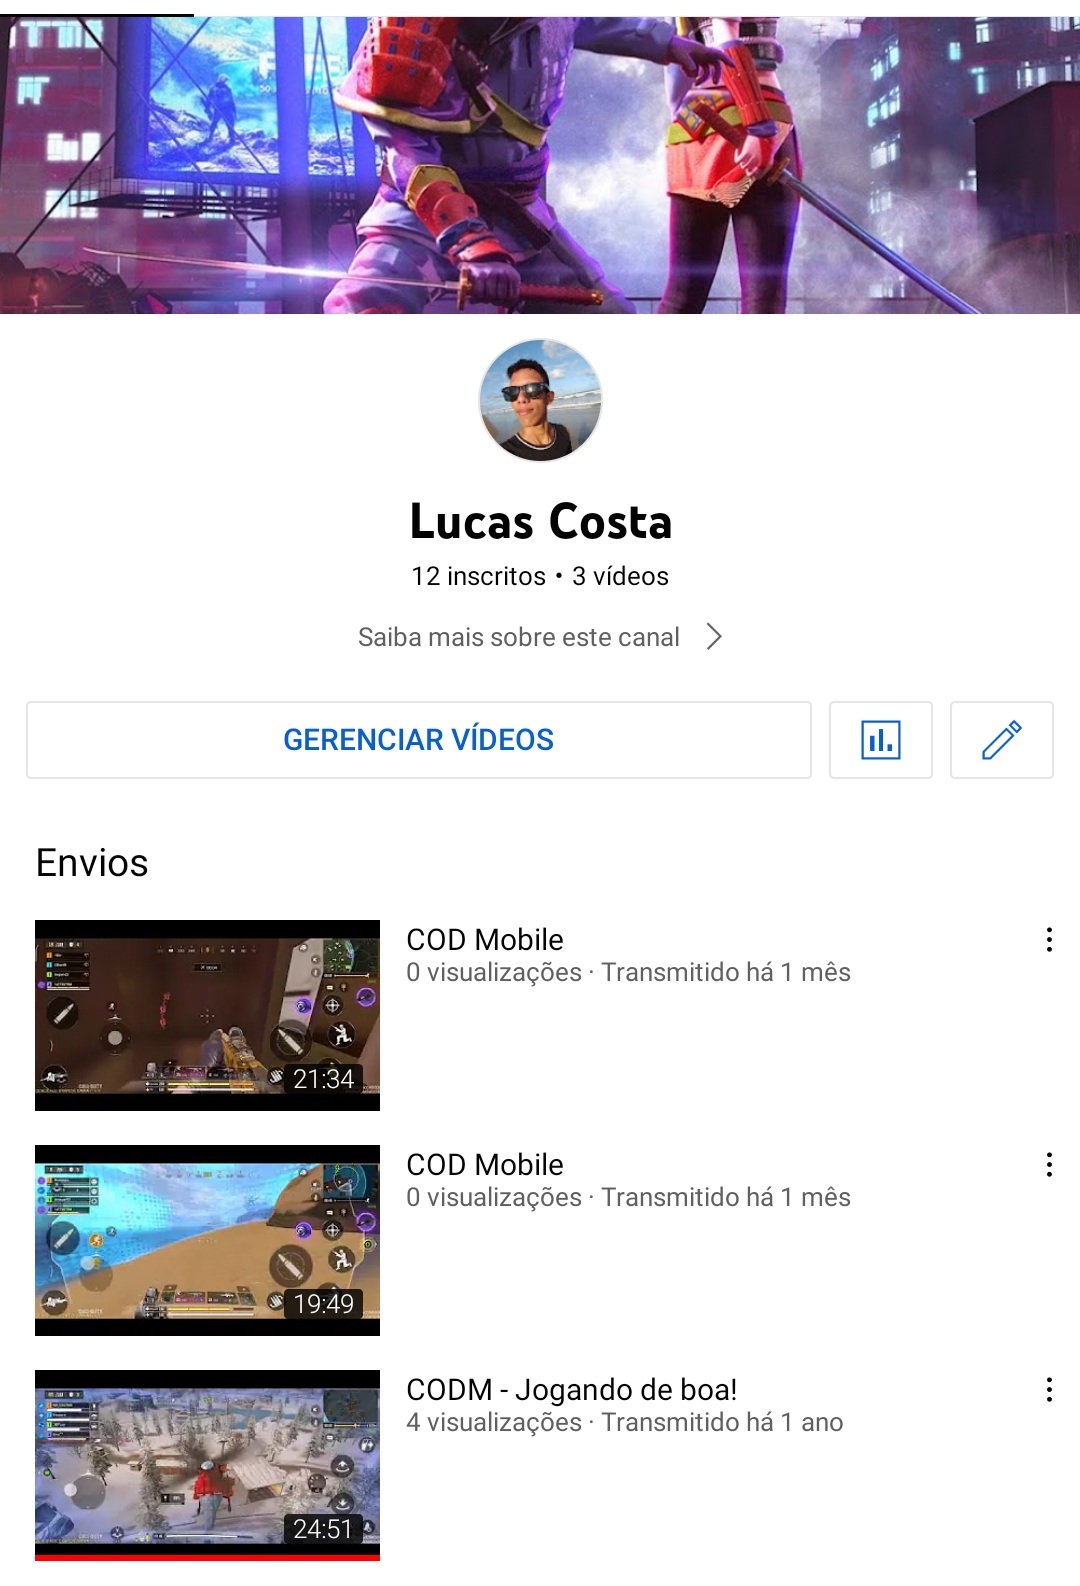 Lucas Costa
12 inscritos • 3 vídeos
Saiba mais sobre este canal
GERENCIAR VÍDEOS
Envios
COD Mobile
0 visualizações · Transmitido há 1 mês
21:34
COD Mobile
0 visualizações · Transmitido há 1 mês
19:49
CODM - Jogando de boa!
4 visualizações · Transmitido há 1 ano
24:51